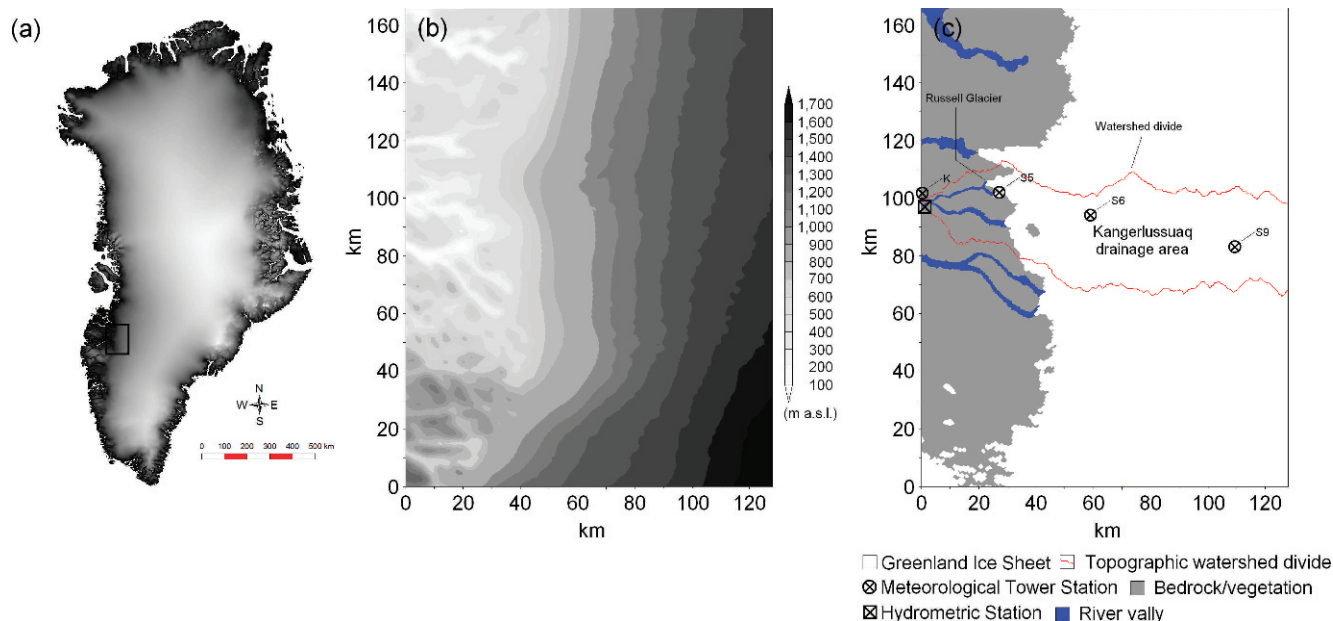 (a)
N
W E
S
0 100 200 300 400 500 km
(b)
160
140
120
100
80
60
40
20
0
km
0 20 40 60 80 100 120
km
1,700
1,600
1,500
1,400
1,300
1,200
1,100
1,000
900
800
700
600
500
400
300
200
100
(m a.s.l.)
(c)
160
140
120
100
80
60
40
20
0
km
0 20 40 60 80 100 120
km
Russell Glacier
Watershed divide
K
S5
S6
S9
Kangerlussuaq
drainage area
Greenland Ice Sheet Topographic watershed divide
Meteorological Tower Station Bedrock/vegetation
Hydrometric Station River vally